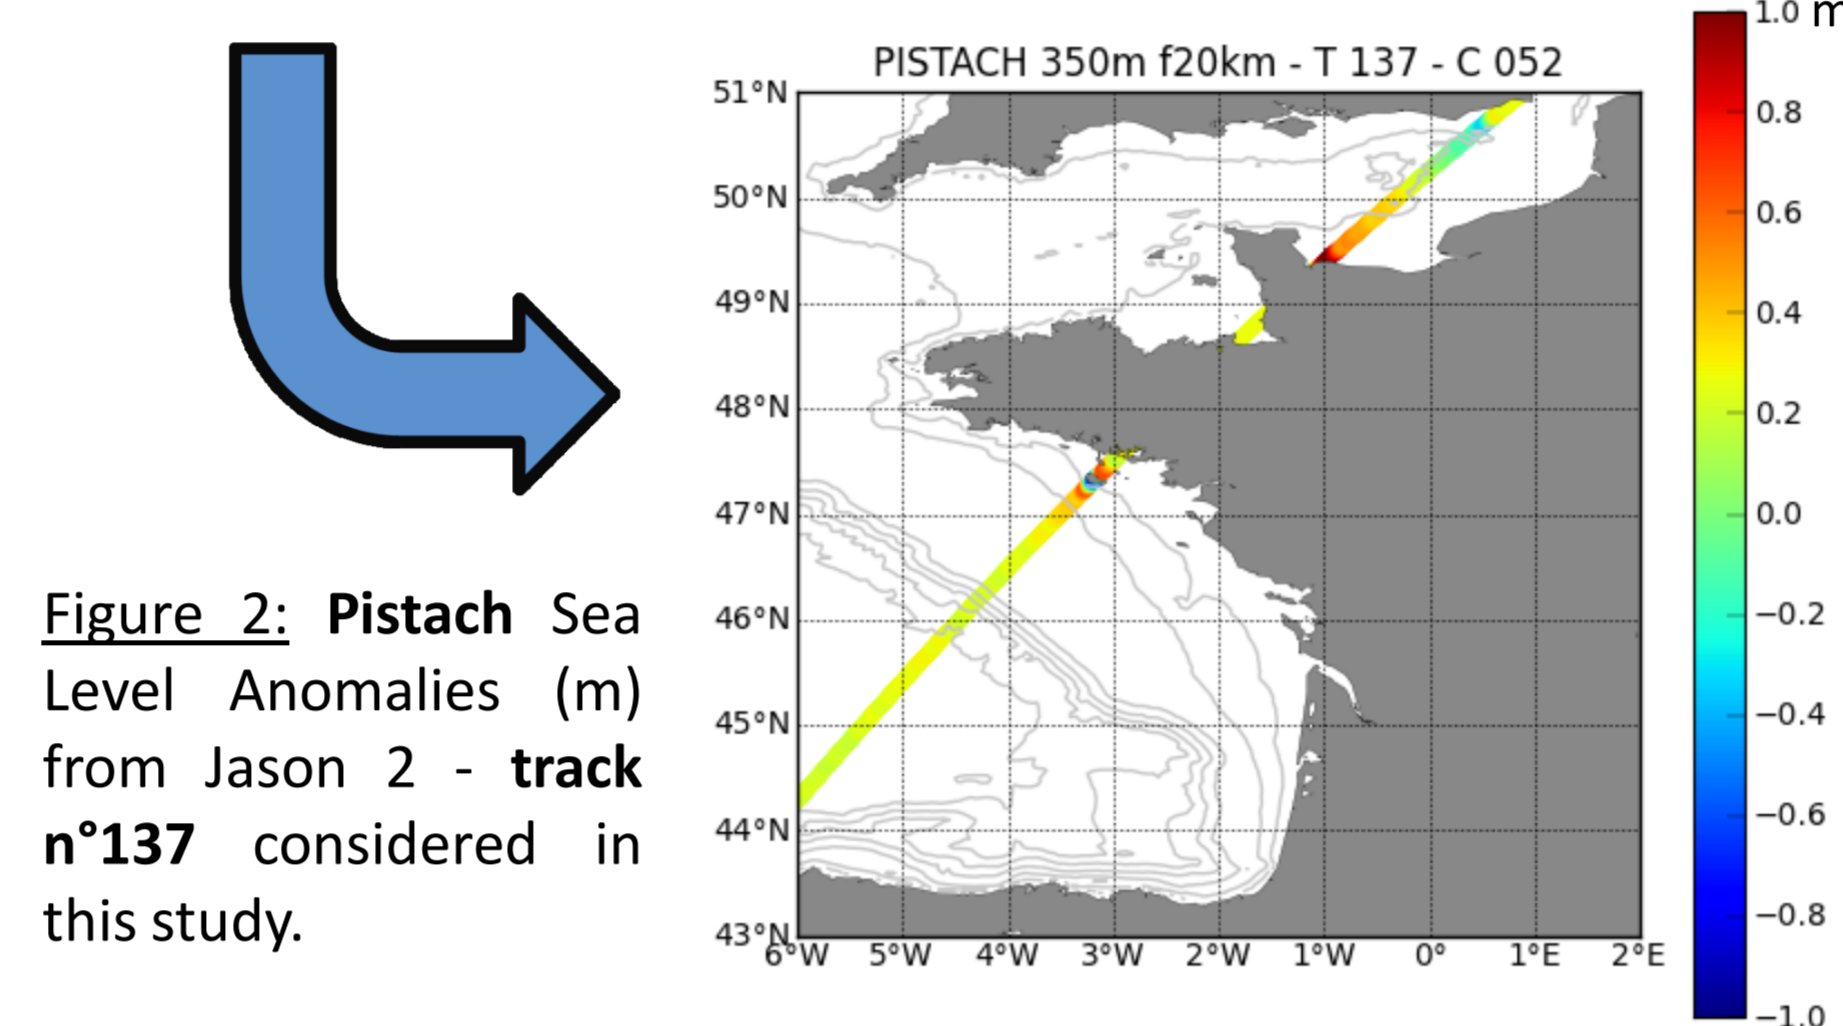 PISTACH 350m f20km - T 137 - C 052
51°N
50°N
49°N
48°N
47°N
46°N
45°N
44°N
43°N
6°W 5°W 4°W 3°W 2°W 1°W 0° 1°E 2°E
1.0 m
0.8
0.6
0.4
0.2
0.0
−0.2
−0.4
−0.6
−0.8
−1.0
Figure 2: Pistach Sea
Level Anomalies (m)
from Jason 2 - track
n°137 considered in
this study.